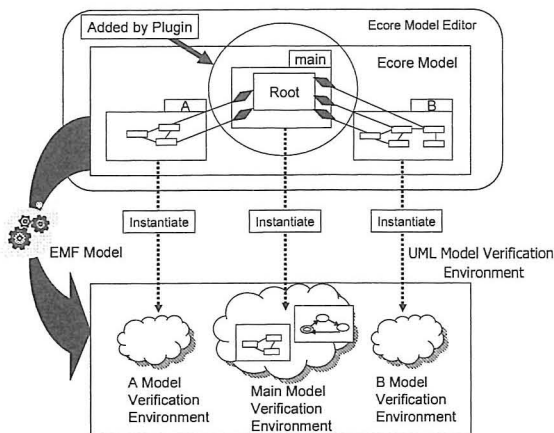 Added by Plugin
Ecore Model Editor
main
Ecore Model
Root
A
B
Instantiate
Instantiate
Instantiate
EMF Model
UML Model Verification
Environment
A Model
Verification
Environment
Main Model
Verification
Environment
B Model
Verification
Environment